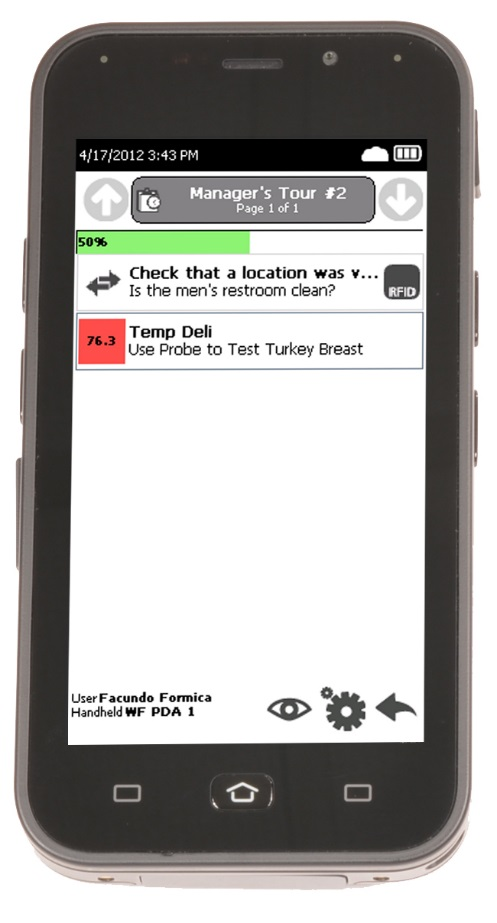 4/17/2012 3:43 PM
Manager's Tour #2
Page 1 of 1
50%
Check that a location was v...
Is the men's restroom clean?
RFID
76.3
Temp Deli
Use Probe to Test Turkey Breast
User Facundo Formica
Handheld WF PDA 1